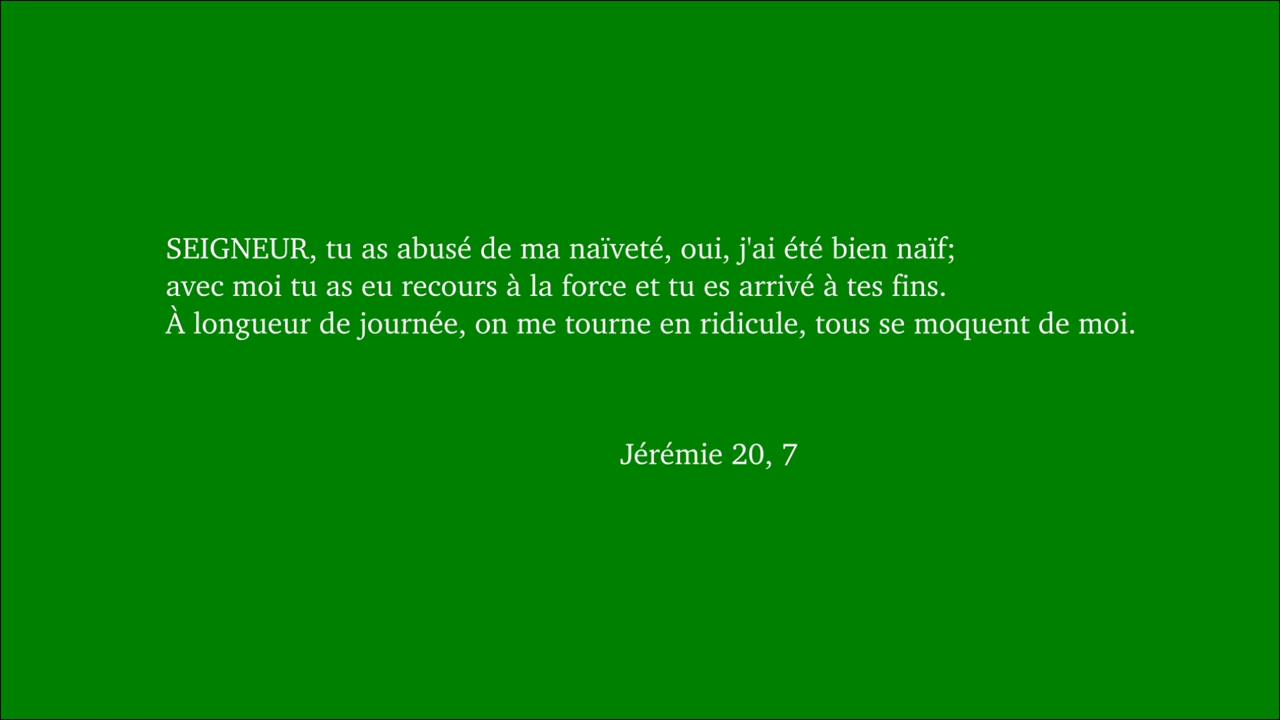 SEIGNEUR, tu as abusé de ma naïveté, oui, j'ai été bien naïf;
avec moi tu as eu recours à la force et tu es arrivé à tes fins.
À longueur de journée, on me tourne en ridicule, tous se moquent de moi.
Jérémie 20, 7